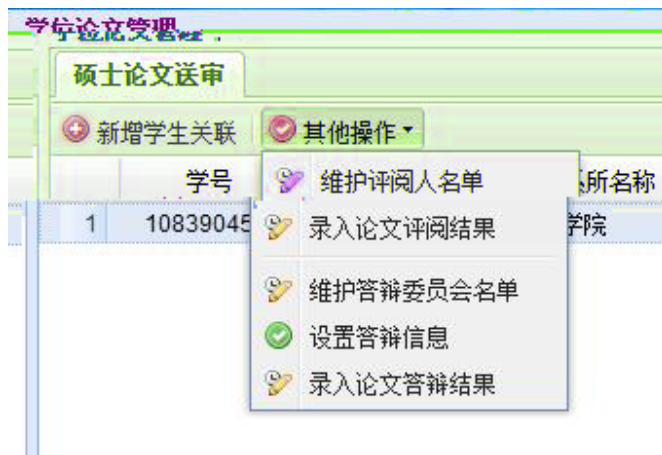 学位论文管理
硕士论文送审
新增学生关联 其他操作
学号 所名称
维护评阅人名单
1 10839045 学院
录入论文评阅结果
维护答辩委员会名单
设置答辩信息
录入论文答辩结果